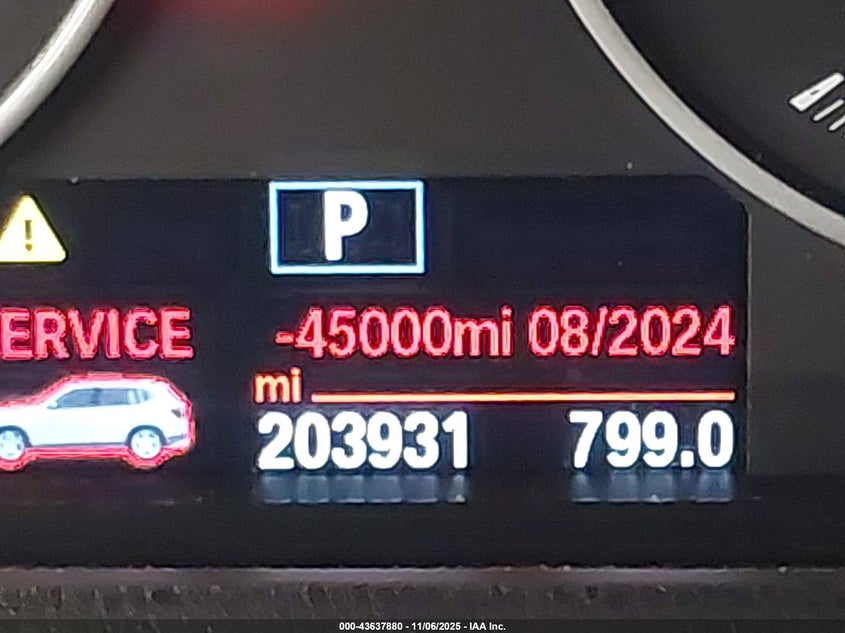 P
ERVICE -45000mi 08/2024
mi
203931 799.0
000-43637880 - 11/06/2025 - IAA Inc.